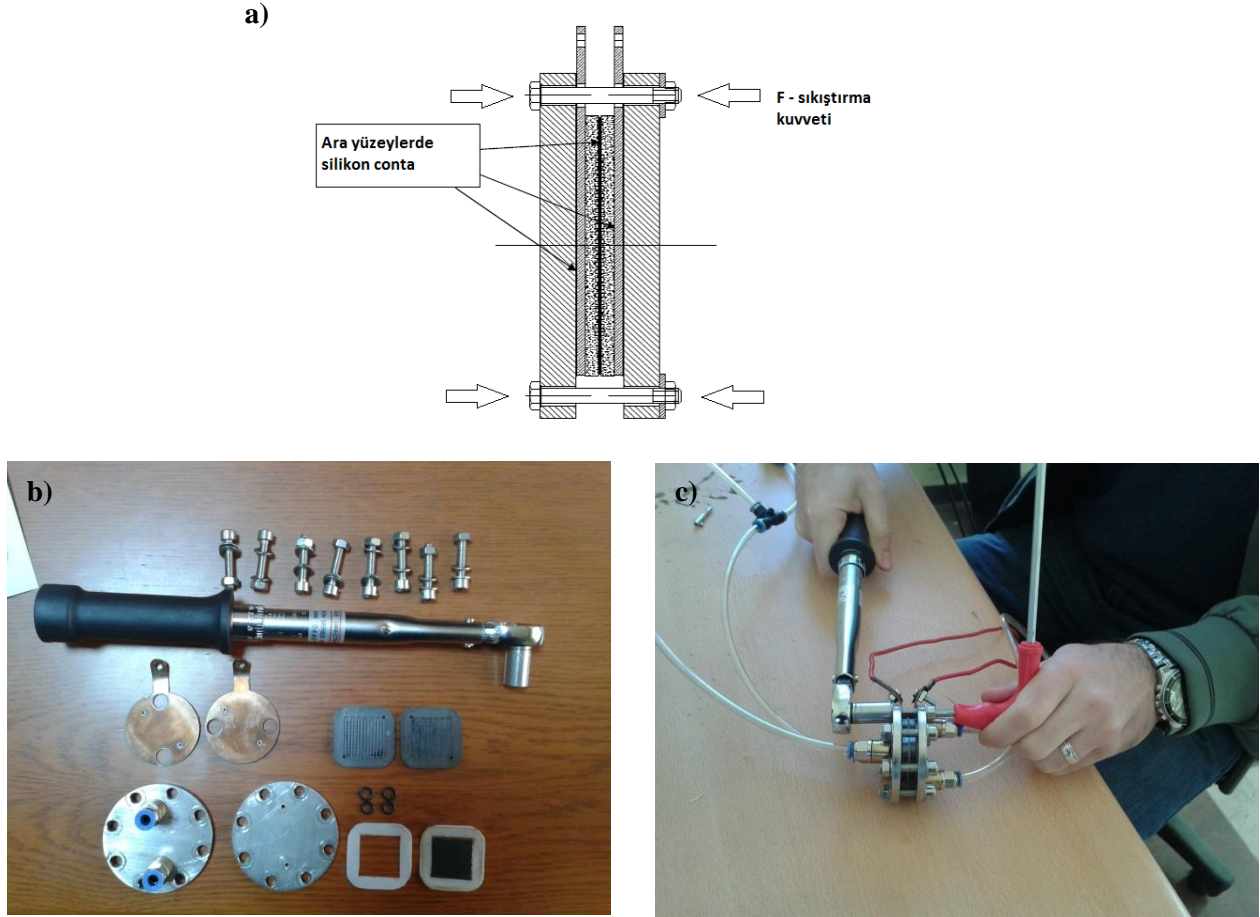 a)
F - sıkıştırma
kuvveti
Ara yüzeylerde
silikon conta
b)
c)